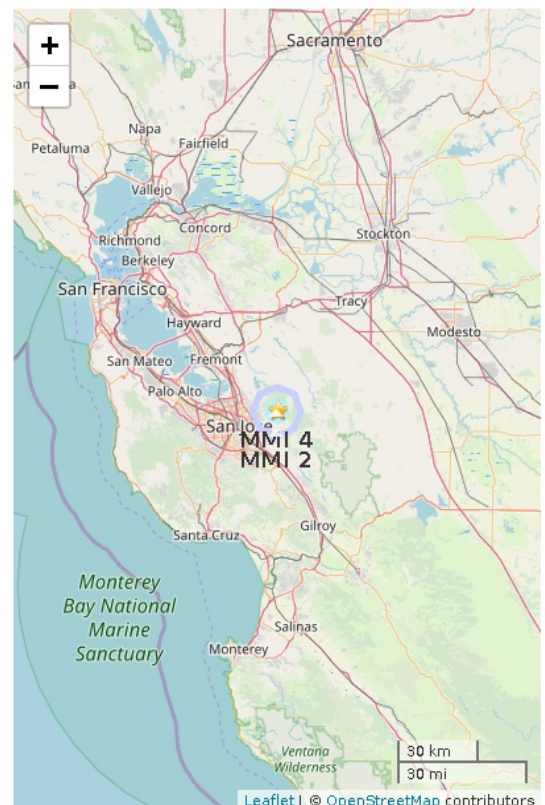 +
−
Sacramento
Napa
Fairfield
Petaluma
Vallejo
Concord
Stockton
Richmond
Berkeley
San Francisco
Tracy
Hayward
Modesto
San Mateo
Fremont
Palo Alto
San Jo e
MMI 4
MMI 2
Gilroy
Santa Cruz
Monterey
Bay National
Marine
Sanctuary
Salinas
Monterey
Ventana
Wilderness
30 km
30 mi
Leaflet | © OpenStreetMap contributors